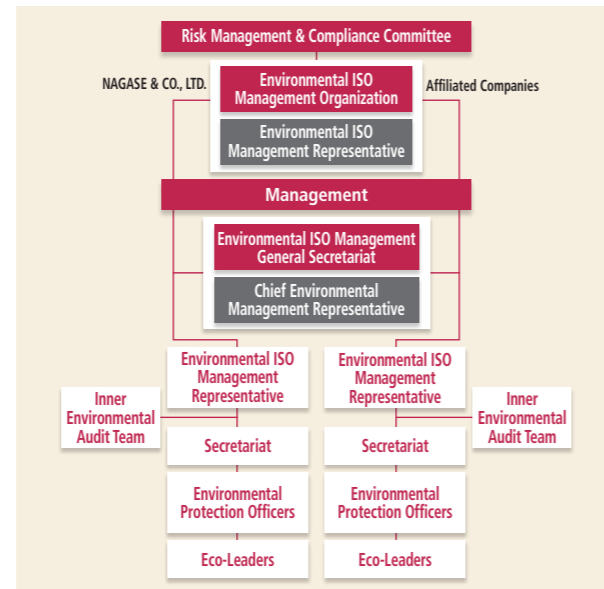 Risk Management & Compliance Committee
NAGASE & CO., LTD.
Environmental ISO
Management Organization
Affiliated Companies
Environmental ISO
Management Representative
Management
Environmental ISO Management
General Secretariat
Chief Environmental
Management Representative
Environmental ISO
Management
Representative
Environmental ISO
Management
Representative
Inner
Environmental
Audit Team
Inner
Environmental
Audit Team
Secretariat
Secretariat
Environmental
Protection Officers
Environmental
Protection Officers
Eco-Leaders
Eco-Leaders